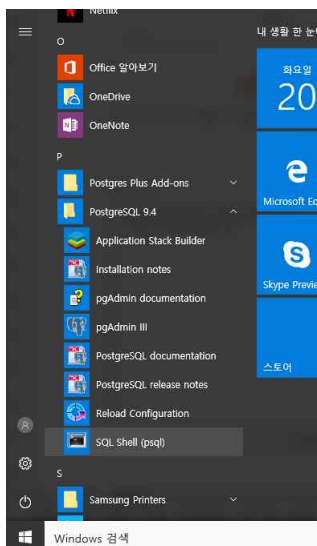 Netflix
내 생활 한 눈
O
Office 알아보기
화요일
20
OneDrive
OneNote
P
Postgres Plus Add-ons
PostgreSQL 9.4
Microsoft Ed
Application Stack Builder
Installation notes
pgAdmin documentation
Skype Previe
pgAdmin III
PostgreSQL documentation
스토어
PostgreSQL release notes
Reload Configuration
SQL Shell (psql)
S
Samsung Printers
Windows 검색